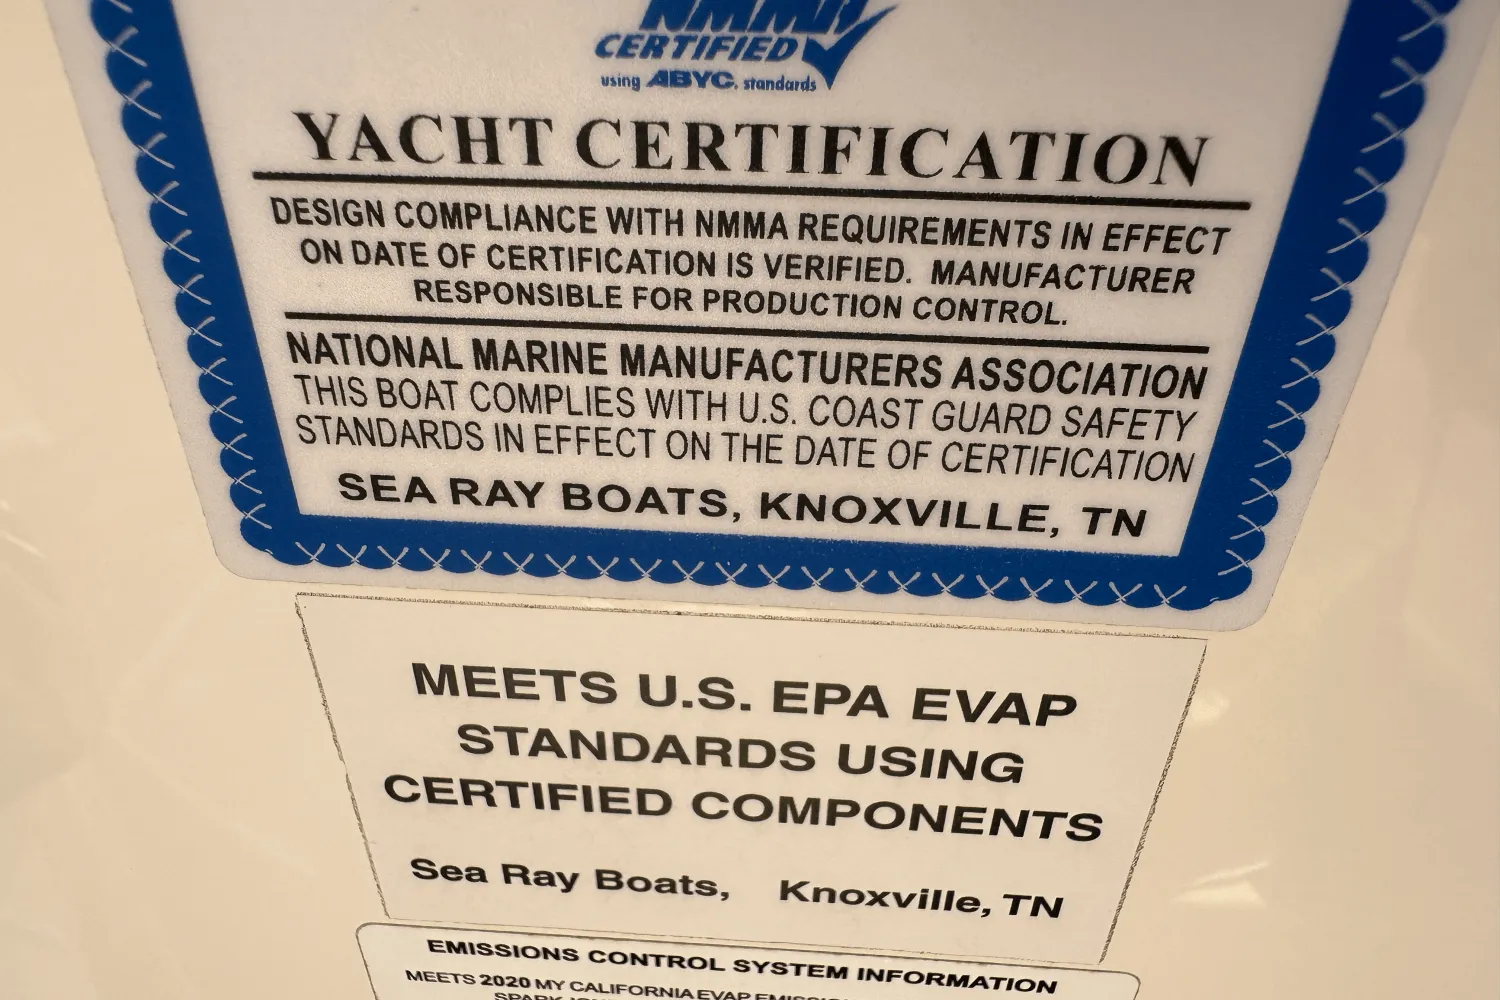 NMMA
CERTIFIED
using ABYC. standards
YACHT CERTIFICATION
DESIGN COMPLIANCE WITH NMMA REQUIREMENTS IN EFFECT
ON DATE OF CERTIFICATION IS VERIFIED. MANUFACTURER
RESPONSIBLE FOR PRODUCTION CONTROL.
NATIONAL MARINE MANUFACTURERS ASSOCIATION
THIS BOAT COMPLIES WITH U.S. COAST GUARD SAFETY
STANDARDS IN EFFECT ON THE DATE OF CERTIFICATION
SEA RAY BOATS, KNOXVILLE, TN
MEETS U.S. EPA EVAP
STANDARDS USING
CERTIFIED COMPONENTS
Sea Ray Boats, Knoxville, TN
EMISSIONS CONTROL SYSTEM INFORMATION
MEETS 2020 MY CALIFORNIA EVAP